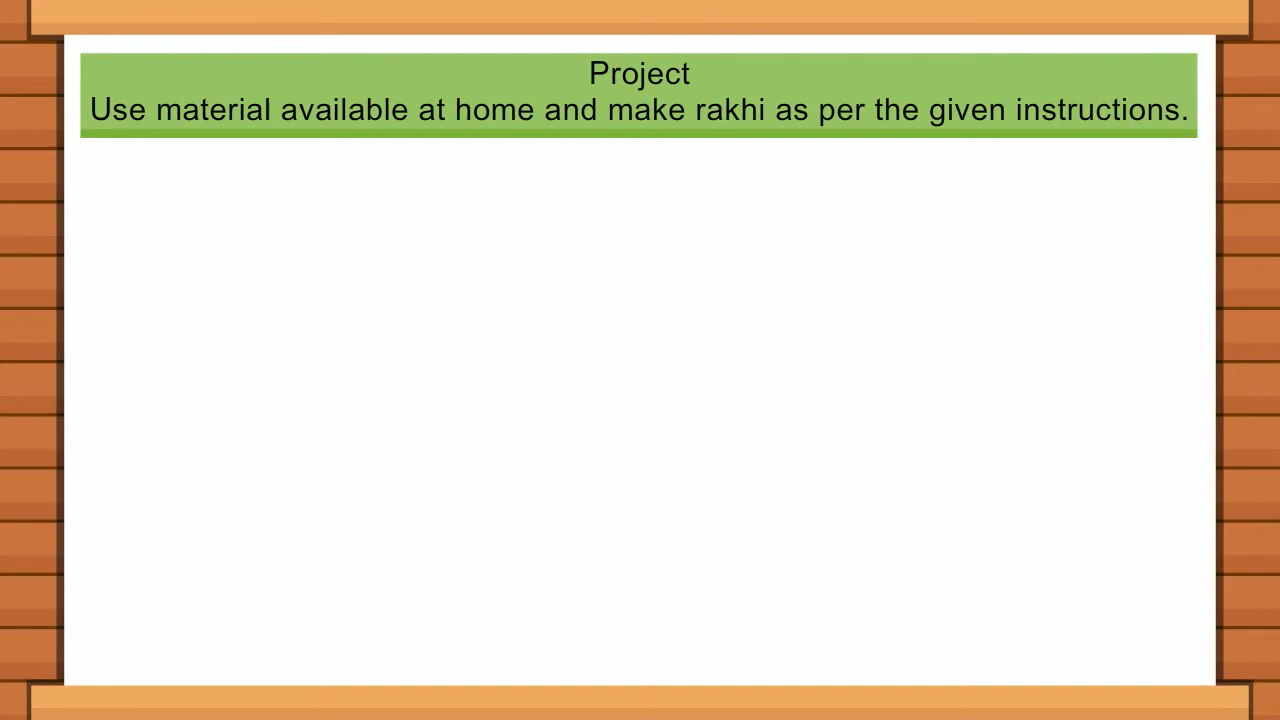 Project
Use material available at home and make rakhi as per the given instructions.